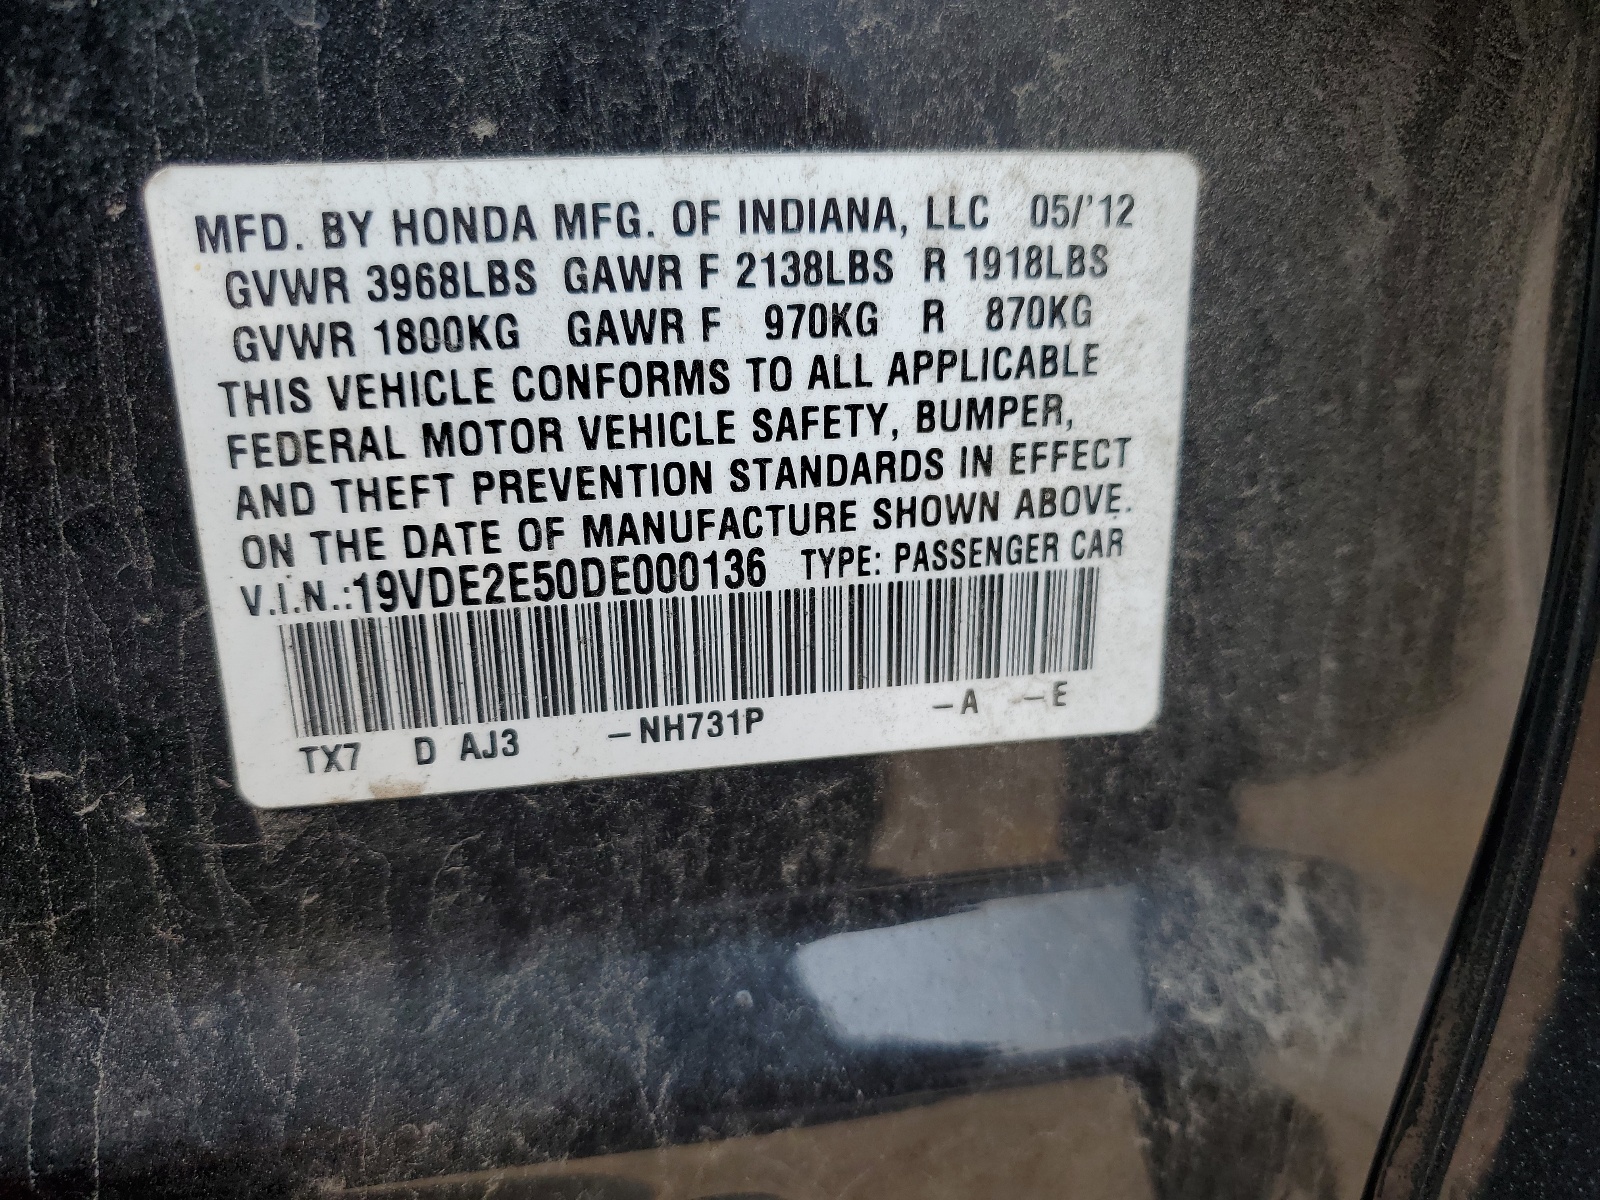 MFD. BY HONDA MFG. OF INDIANA, LLC 05/'12
GVWR 3968LBS GAWR F 2138LBS R 1918LBS
GVWR 1800KG GAWR F 970KG R 870KG
THIS VEHICLE CONFORMS TO ALL APPLICABLE
FEDERAL MOTOR VEHICLE SAFETY, BUMPER,
AND THEFT PREVENTION STANDARDS IN EFFECT
ON THE DATE OF MANUFACTURE SHOWN ABOVE.
V.I.N.:19VDE2E50DE000136 TYPE: PASSENGER CAR
TX7 D AJ3 –NH731P –A –E